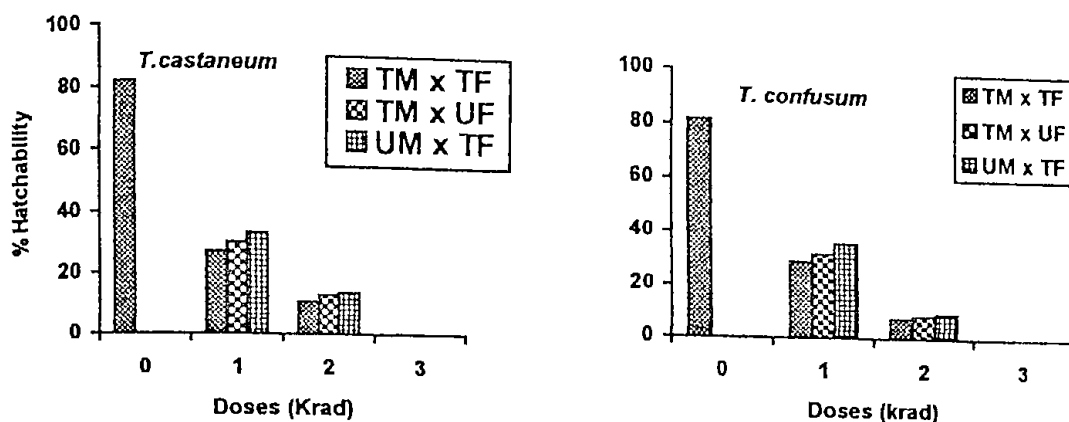 % Hatchability
100
80
60
40
20
0
T.castaneum
TM x TF
TM x UF
UM x TF
0 1 2 3
Doses (Krad)
100
80
60
40
20
0
T. confusum
TM x TF
TM x UF
UM x TF
0 1 2 3
Doses (krad)